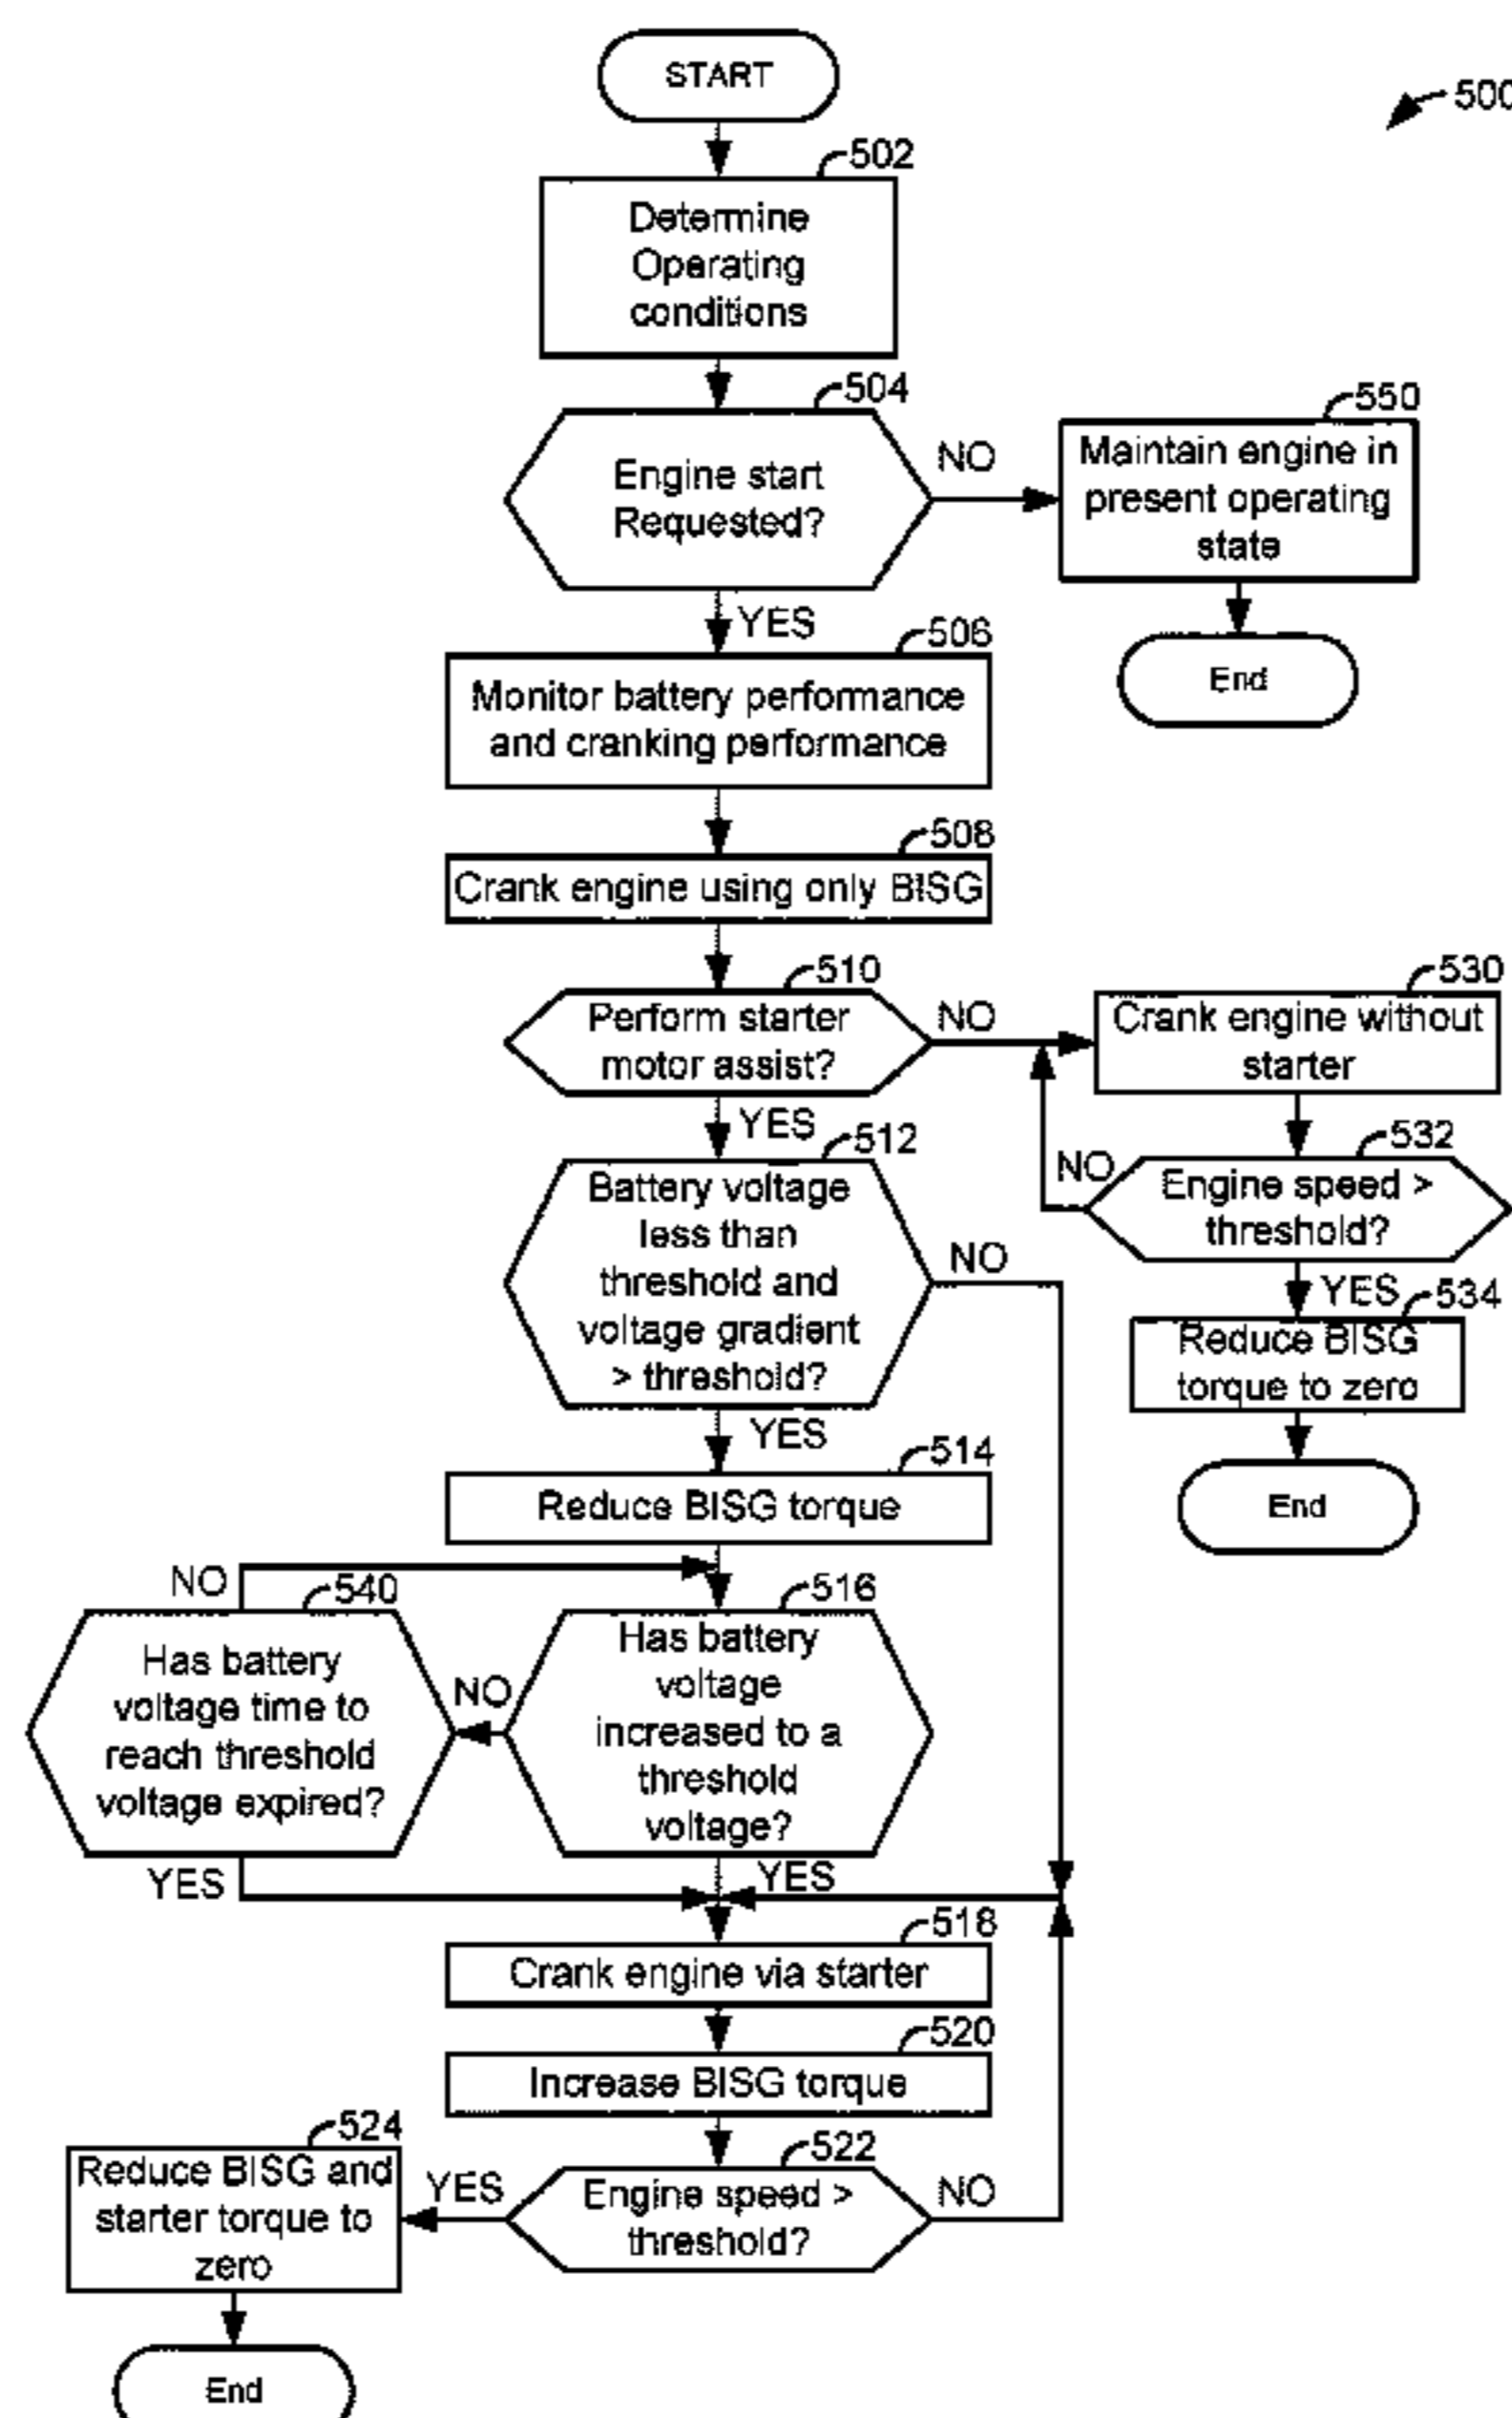 START
500
502
Determine
Operating
conditions
504
Engine start
Requested?
NO
550
Maintain engine in
present operating
state
End
YES
506
Monitor battery performance
and cranking performance
508
Crank engine using only BISG
510
Perform starter
motor assist?
NO
530
Crank engine without
starter
532
Engine speed >
threshold?
NO
YES
534
Reduce BISG
torque to zero
End
YES
512
Battery voltage
less than
threshold and
voltage gradient
> threshold?
NO
YES
514
Reduce BISG torque
NO
540
Has battery
voltage time to
reach threshold
voltage expired?
NO
516
Has battery
voltage
increased to a
threshold
voltage?
YES
YES
518
Crank engine via starter
520
Increase BISG torque
522
Engine speed >
threshold?
NO
YES
524
Reduce BISG and
starter torque to
zero
End